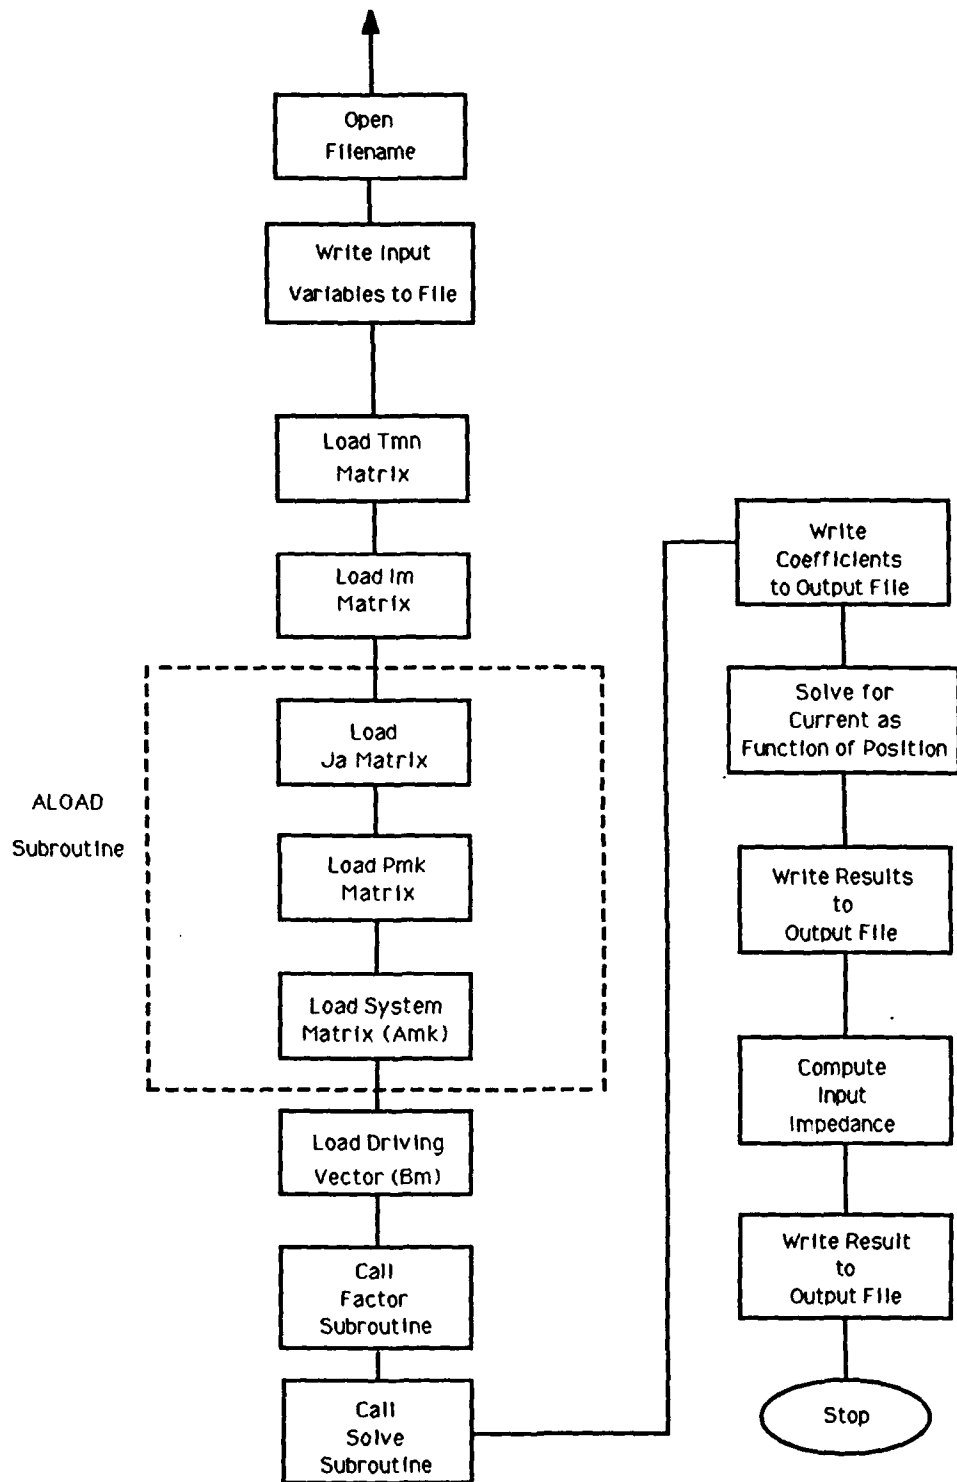 Open
Filename
Write Input
Variables to File
Load Tmn
Matrix
Load Im
Matrix
ALOAD
Subroutine
Load
Ja Matrix
Load Pmk
Matrix
Load System
Matrix (Amk)
Load Driving
Vector (Bm)
Call
Factor
Subroutine
Call
Solve
Subroutine
Write
Coefficients
to Output File
Solve for
Current as
Function of Position
Write Results
to
Output File
Compute
Input
Impedance
Write Result
to
Output File
Stop